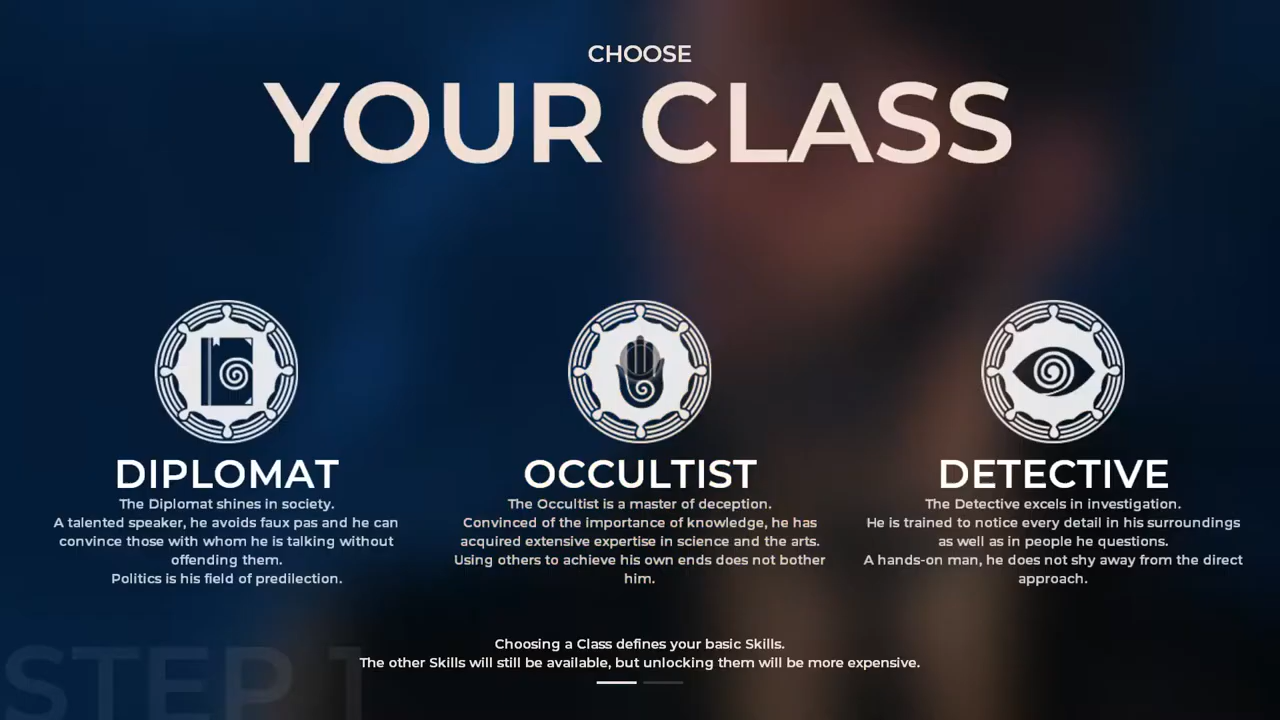 CHOOSE
YOUR CLASS
DIPLOMAT
The Diplomat shines in society.
A talented speaker, he avoids faux pas and he can
convince those with whom he is talking without
offending them.
Politics is his field of predilection.
OCCULTIST
The Occultist is a master of deception.
Convinced of the importance of knowledge, he has
acquired extensive expertise in science and the arts.
Using others to achieve his own ends does not bother
him.
DETECTIVE
The Detective excels in investigation.
He is trained to notice every detail in his surroundings
as well as in people he questions.
A hands-on man, he does not shy away from the direct
approach.
Choosing a Class defines your basic Skills.
The other Skills will still be available, but unlocking them will be more expensive.
STEP 1